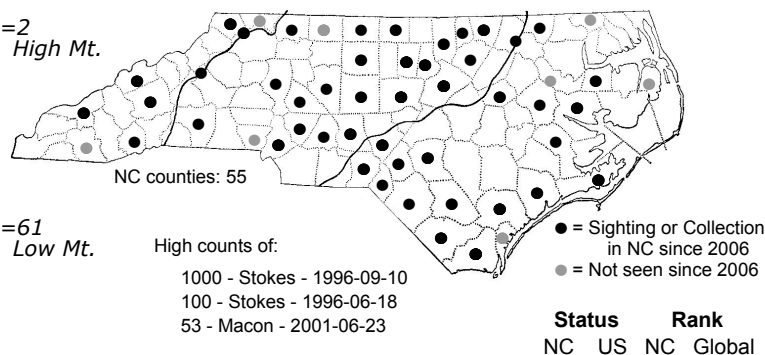 =2
High Mt.
NC counties: 55
=61
Low Mt.
High counts of:
1000 - Stokes - 1996-09-10
100 - Stokes - 1996-06-18
53 - Macon - 2001-06-23
= Sighting or Collection
in NC since 2006
= Not seen since 2006
Status Rank
NC US NC Global